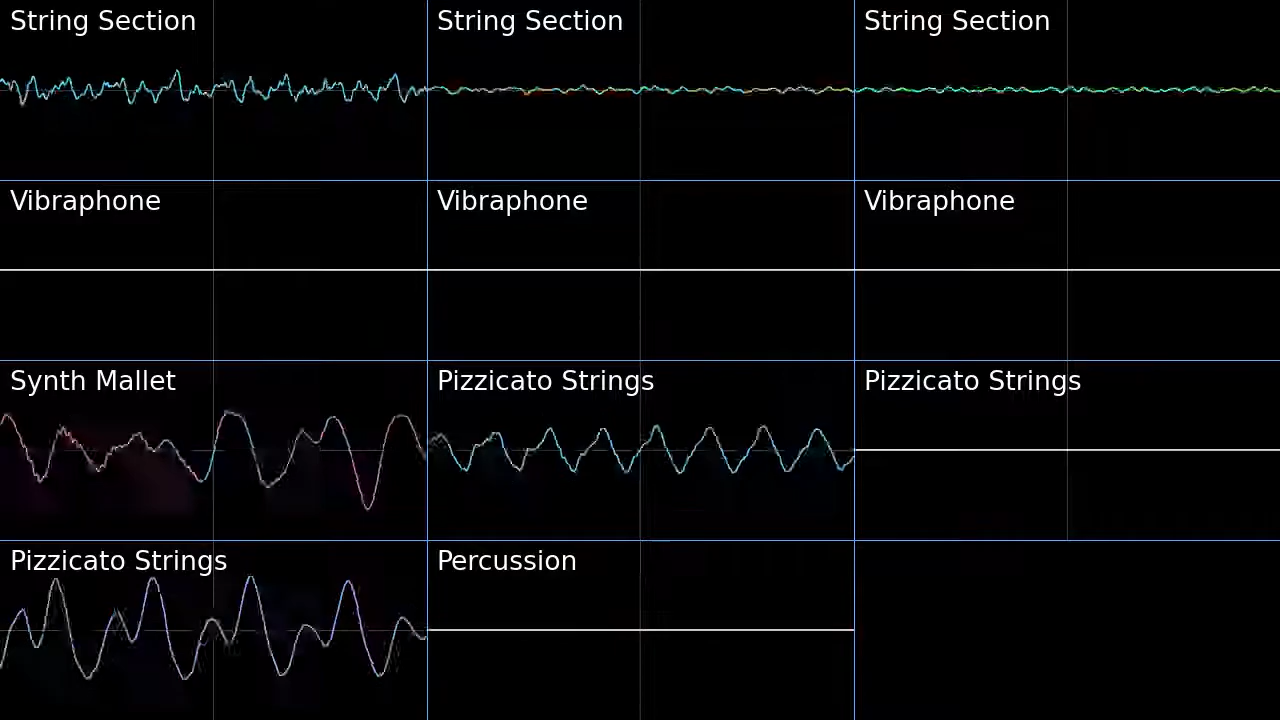 String Section
String Section
String Section
Vibraphone
Vibraphone
Vibraphone
Synth Mallet
Pizzicato Strings
Pizzicato Strings
Pizzicato Strings
Percussion